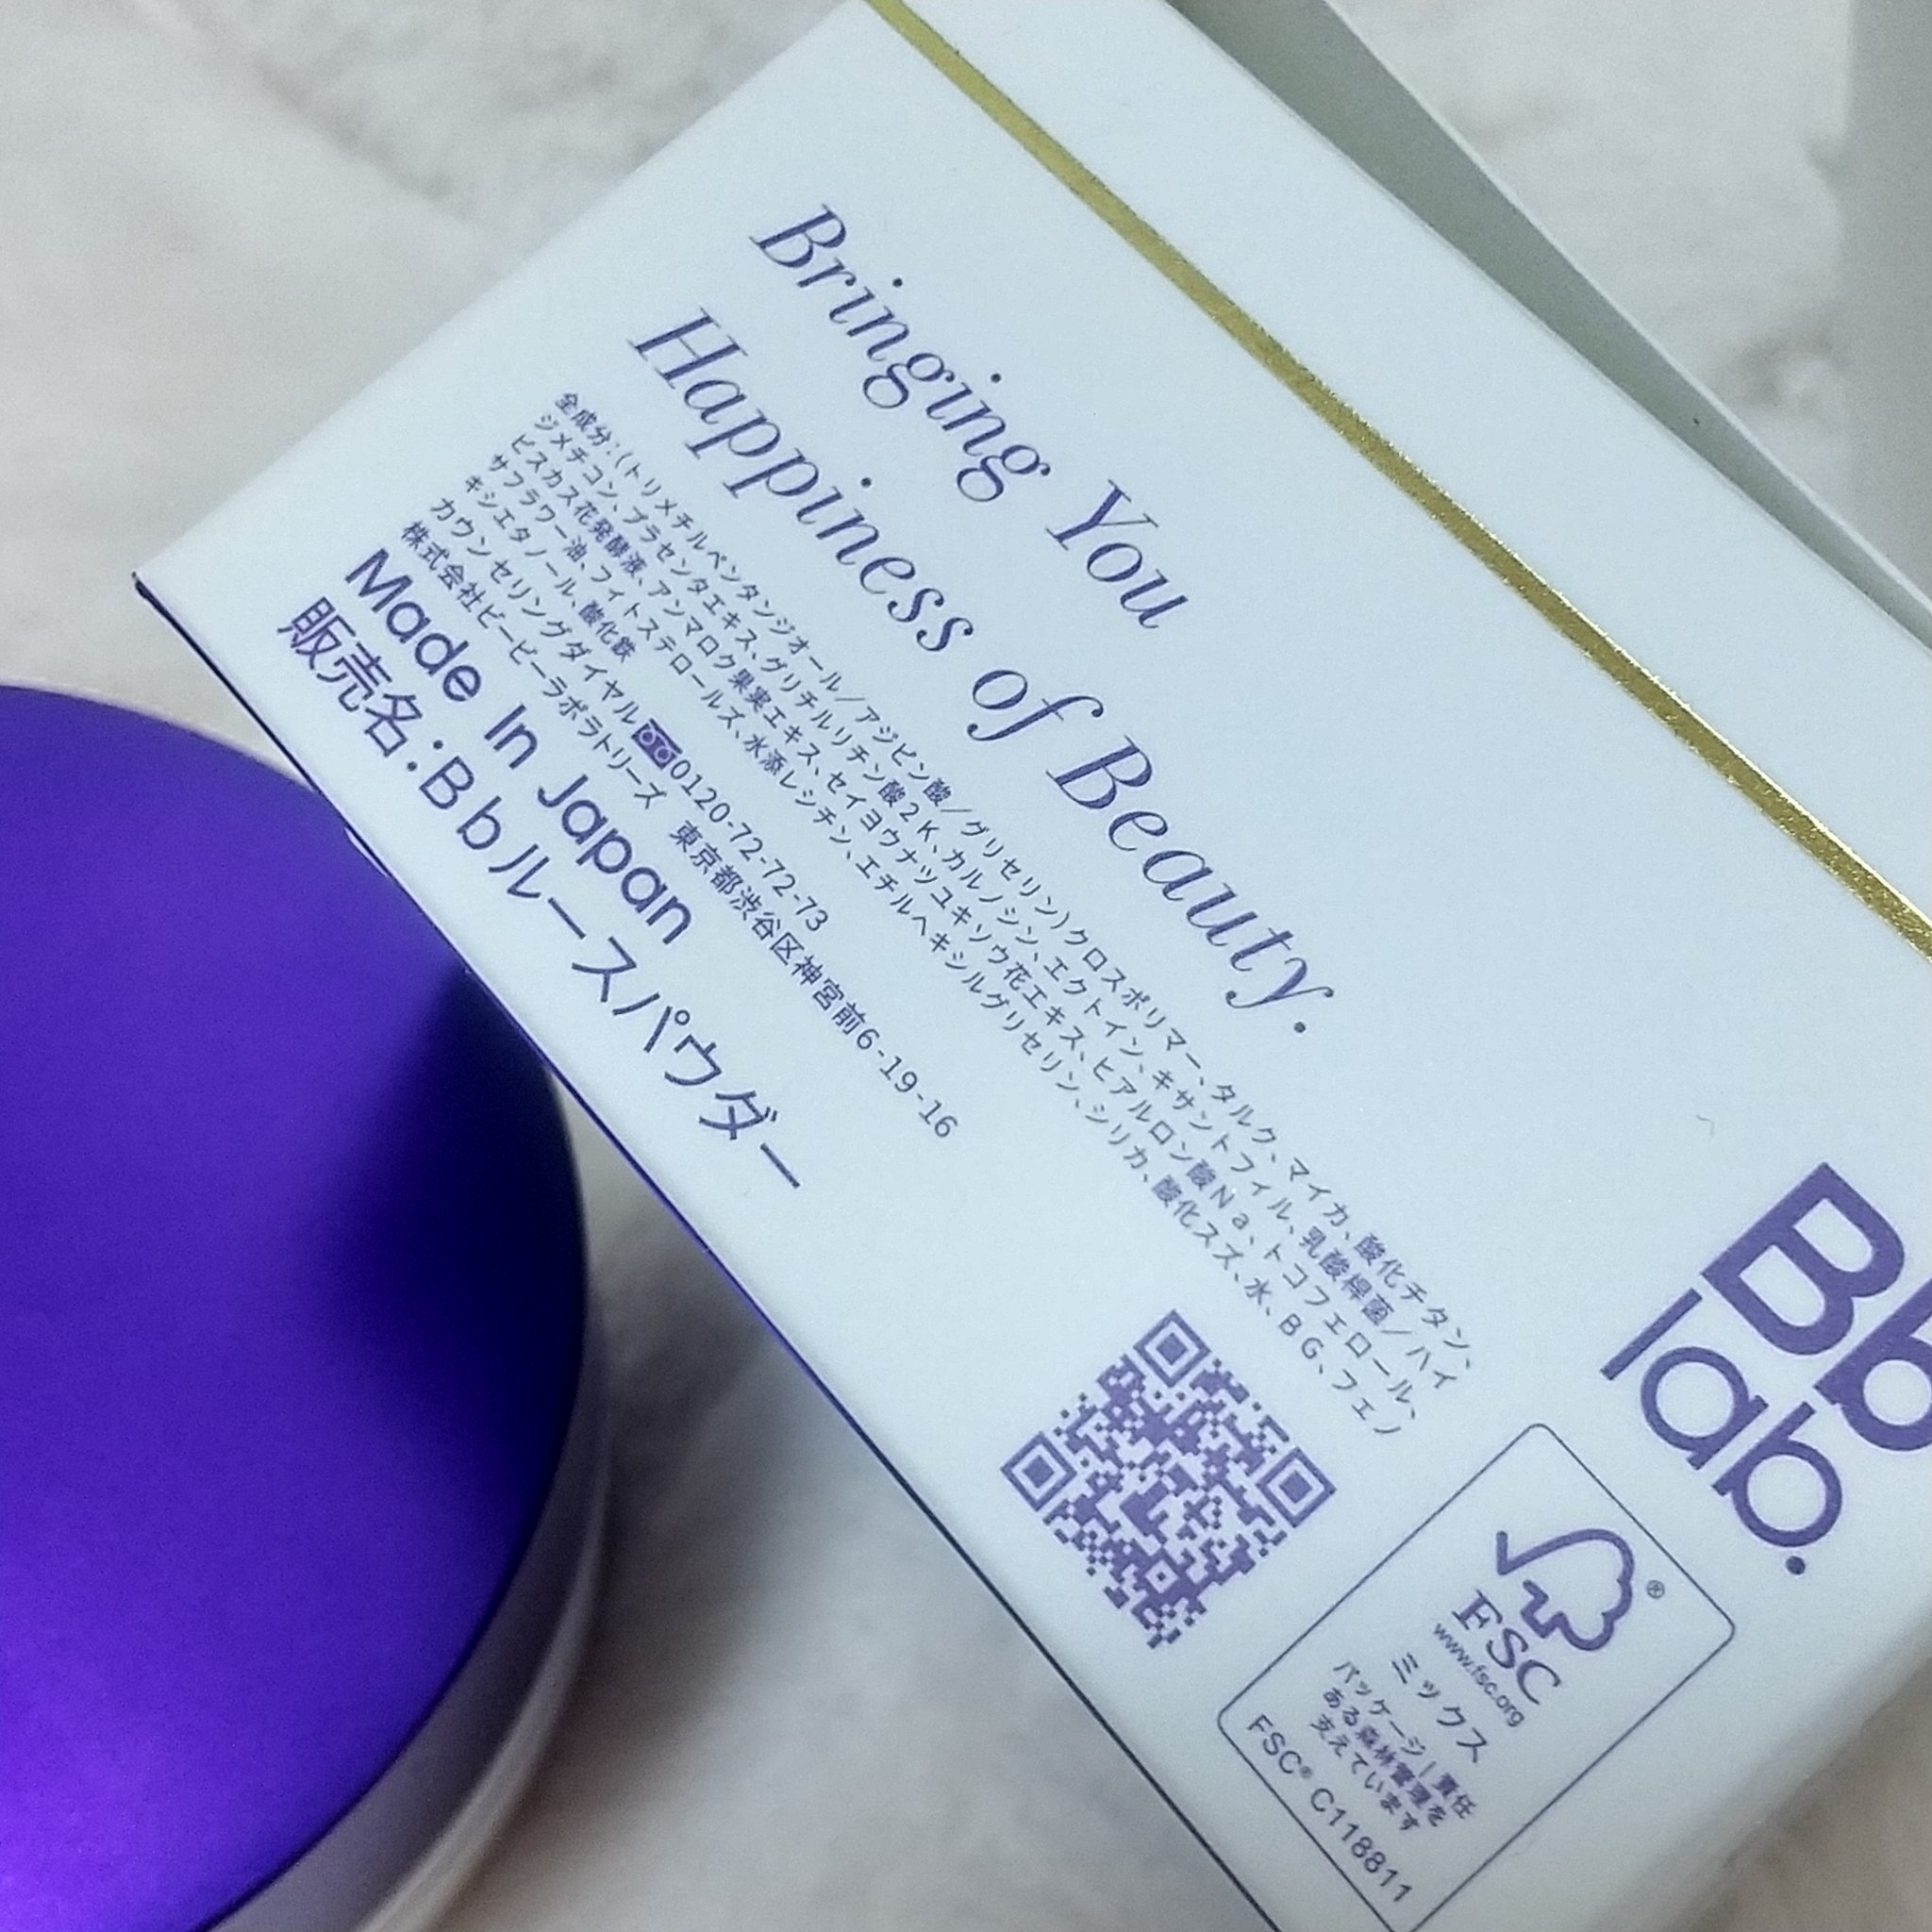 Bringing You
Happiness of Beauty.
全成分：(トリメチルペンタンジオール／アジピン酸／グリセリン)クロスポリマー、タルク、マイカ、酸化チタン、
ジメチコン、プラセンタエキス、グリチルリチン酸2K、カルノシン、エクトイン、キサントフィル、乳酸桿菌／ハイ
ビスカス花発酵液、アンマロク果実エキス、セイヨウナツユキソウ花エキス、ヒアルロン酸Na、トコフェロール、
サフラワー油、フィトステロールズ、水添レシチン、エチルヘキシルグリセリン、シリカ、酸化スズ、水、BG、フェノ
キシエタノール、酸化鉄
カウンセリングダイヤル 0120-72-72-73
株式会社ビービーラボラトリーズ　東京都渋谷区神宮前6-19-16
Made In Japan
販売名：Bbルースパウダー
Bb
lab.
FSC®
www.fsc.org
ミックス
パッケージ｜責任
ある森林管理を
支えています
FSC® C118811